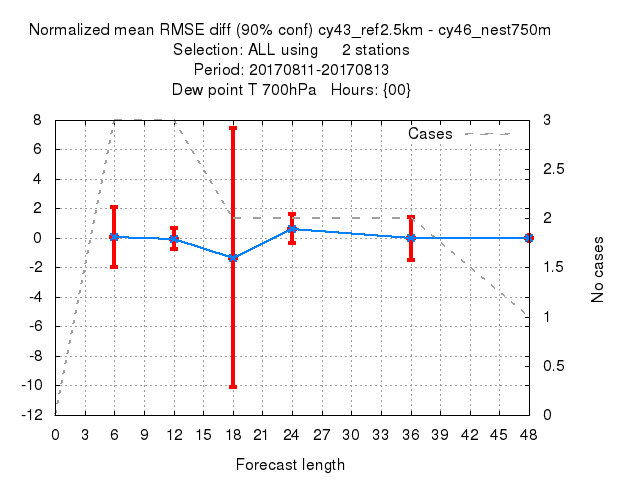 Normalized mean RMSE diff (90% conf) cy43_ref2.5km - cy46_nest750m
Selection: ALL using     2 stations
Period: 20170811-20170813
Dew point T 700hPa   Hours: {00}
Cases
8
6
4
2
0
-2
-4
-6
-8
-10
-12
3
2.5
2
1.5
1
0.5
0
No cases
0 3 6 9 12 15 18 21 24 27 30 33 36 39 42 45 48
Forecast length